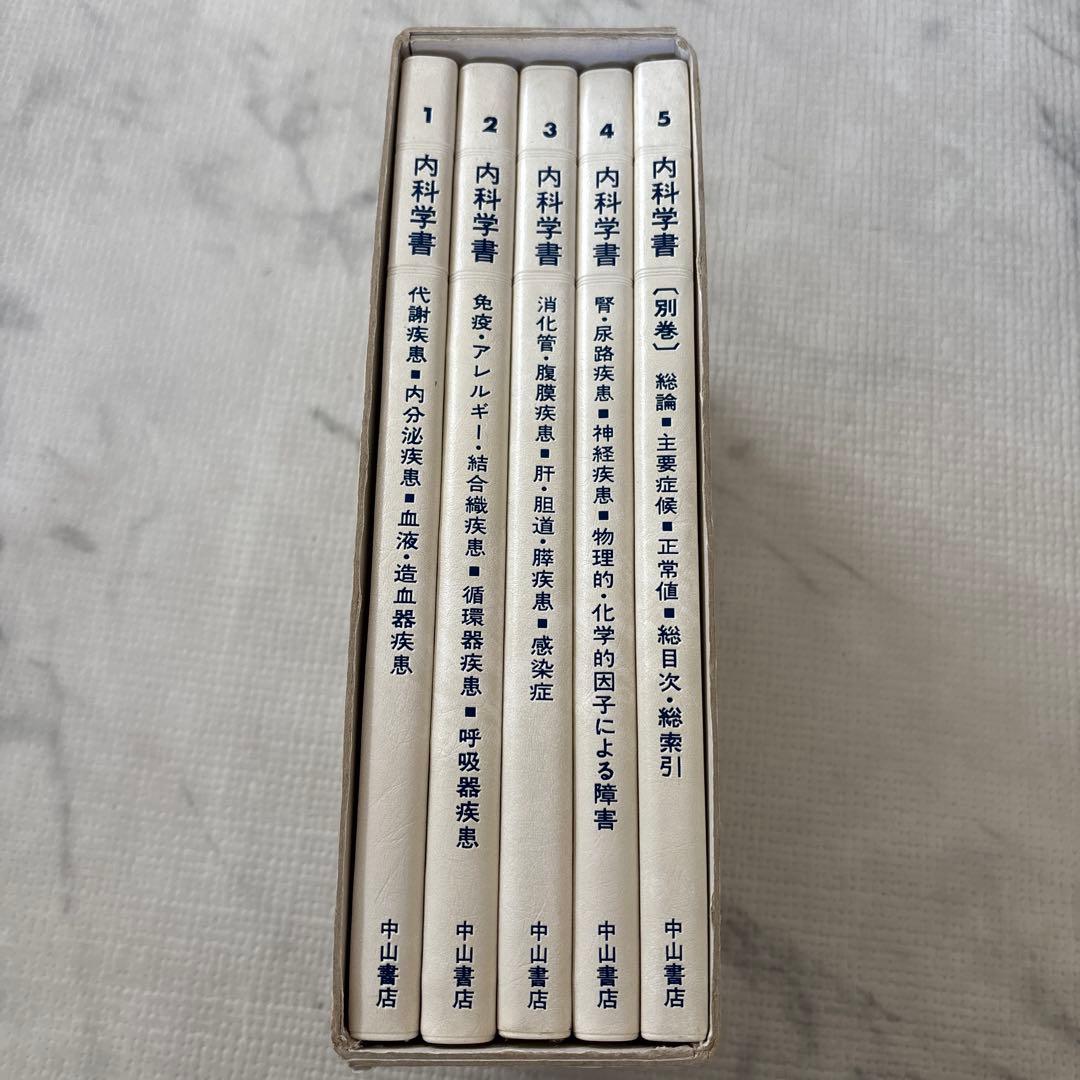 1
内科学書
代謝疾患■内分泌疾患■血液・造血器疾患
中山書店
2
内科学書
免疫・アレルギー・結合織疾患■循環器疾患■呼吸器疾患
中山書店
3
内科学書
消化管・腹膜疾患■肝・胆道・膵疾患■感染症
中山書店
4
内科学書
腎・尿路疾患■神経疾患■物理的・化学的因子による障害
中山書店
5
内科学書
〔別巻〕 総論■主要症候■正常値■総目次・総索引
中山書店